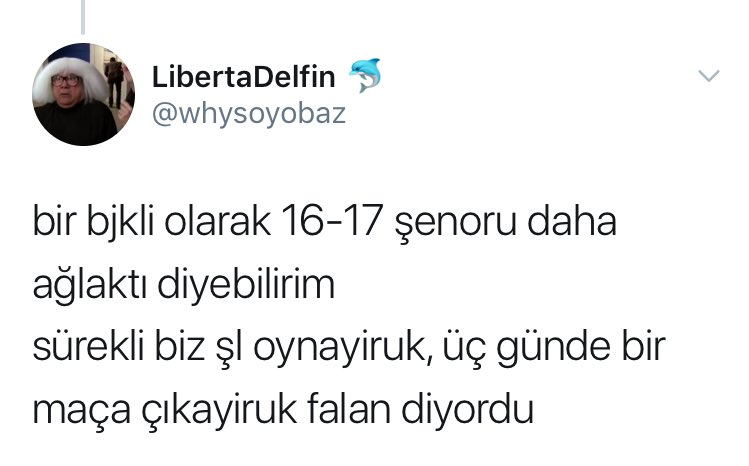 LibertaDelfin 🐬
@whysoyobaz
bir bjkli olarak 16-17 şenoru daha
ağlaktı diyebilirim
sürekli biz şl oynayiruk, üç günde bir
maça çıkayiruk falan diyordu